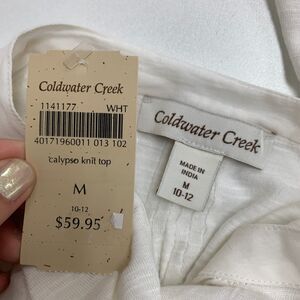 Coldwater Creek
1141177 WHT
40171960011 013 102
calypso knit top
M
10-12
$59.95
Coldwater Creek
MADE IN
INDIA
M
10-12